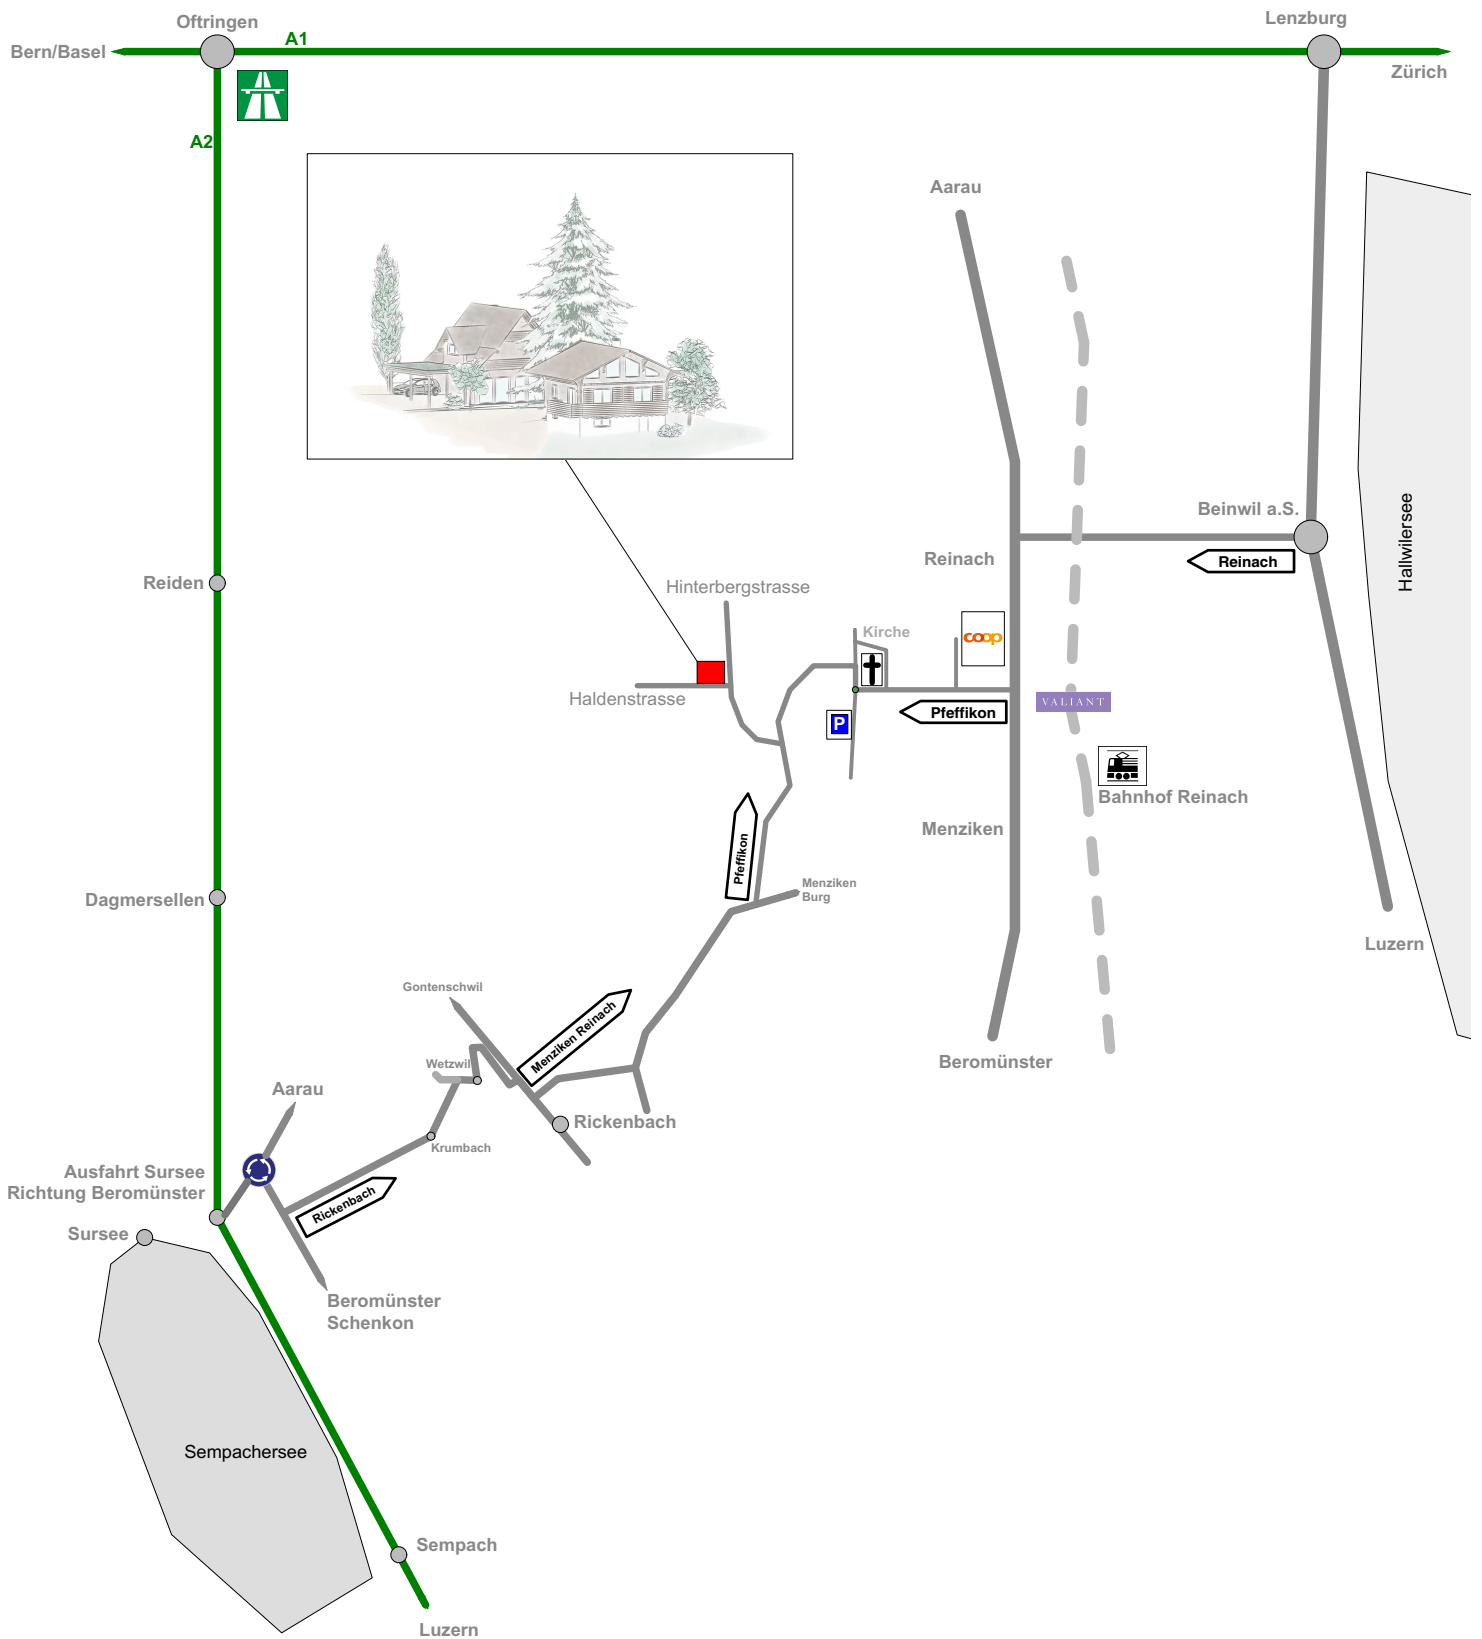 Oftringen
Lenzburg
Bern/Basel
A1
Zürich
A2
Aarau
Beinwil a.S.
Reinach
Reinach
Hallwilersee
Reiden
Hinterbergstrasse
Kirche
coop
Haldenstrasse
VALIANT
Pfeffikon
P
Bahnhof Reinach
Menziken
Pfeffikon
Menziken
Burg
Dagmersellen
Luzern
Gontenschwil
Menziken Reinach
Wetzwil
Beromünster
Aarau
Rickenbach
Krumbach
Ausfahrt Sursee
Richtung Beromünster
Rickenbach
Sursee
Beromünster
Schenkon
Sempachersee
Sempach
Luzern